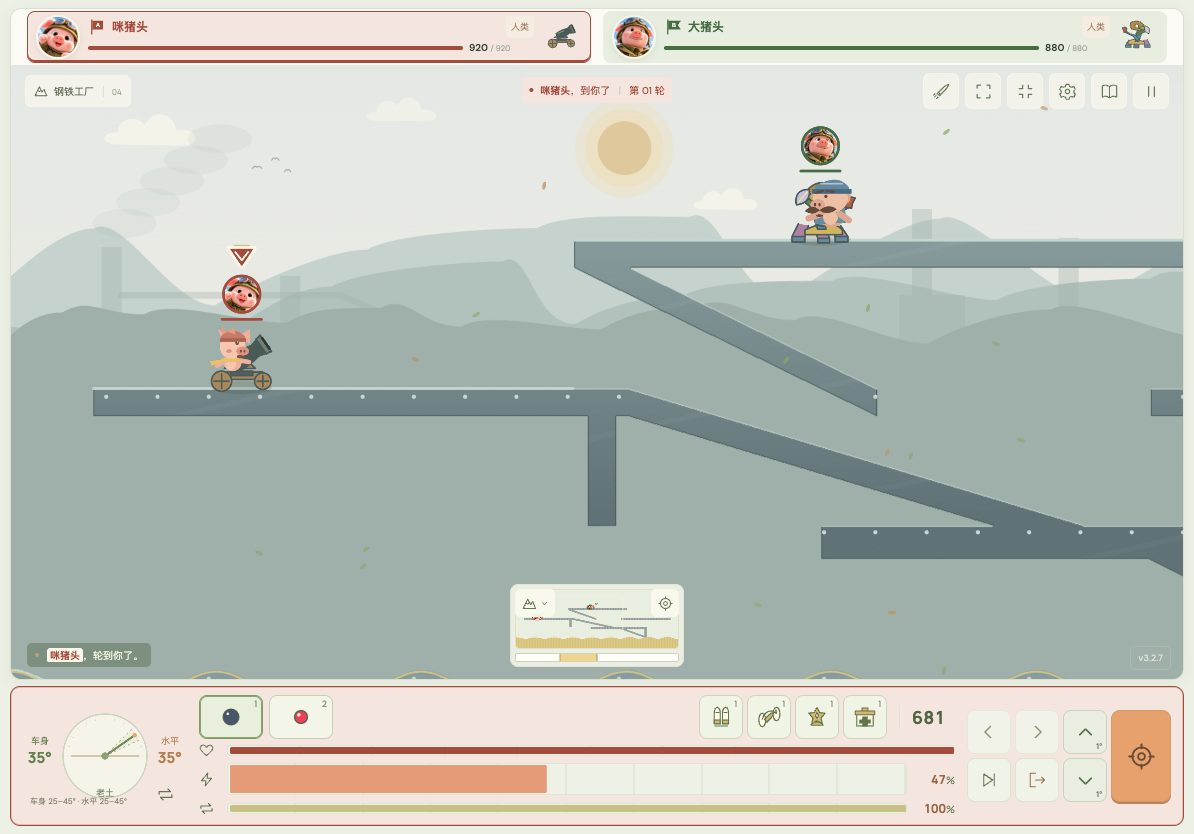 咪猪头
人类
920 / 920
大猪头
人类
880 / 880
钢铁工厂 04
咪猪头，到你了 第 01 轮
咪猪头，轮到你了。
v3.2.7
车身
35°
水平
35°
老土
车身 25–45° · 水平 25–45°
1
2
1
1
1
1
681
47%
100%
1°
1°